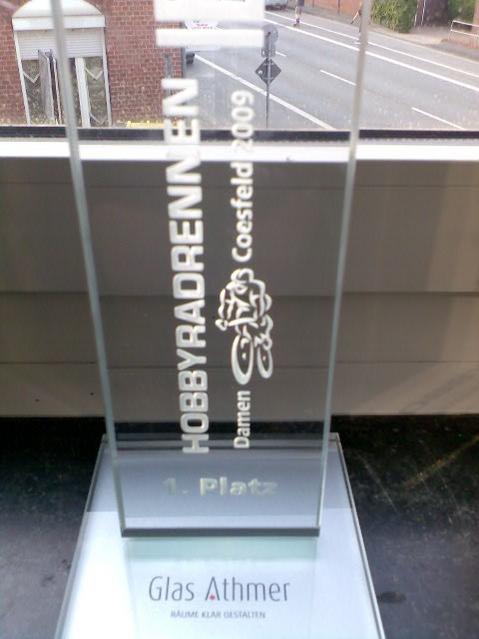 HOBBYRADRENNEN
Damen Coesfeld 2009
1. Platz
Glas Athmer
RÄUME KLAR GESTALTEN